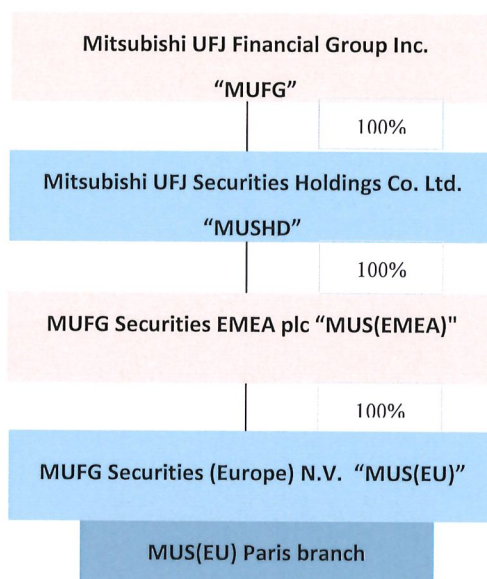 Mitsubishi UFJ Financial Group Inc.
“MUFG”
100%
Mitsubishi UFJ Securities Holdings Co. Ltd.
“MUSHD”
100%
MUFG Securities EMEA plc “MUS(EMEA)"
100%
MUFG Securities (Europe) N.V. “MUS(EU)”
MUS(EU) Paris branch